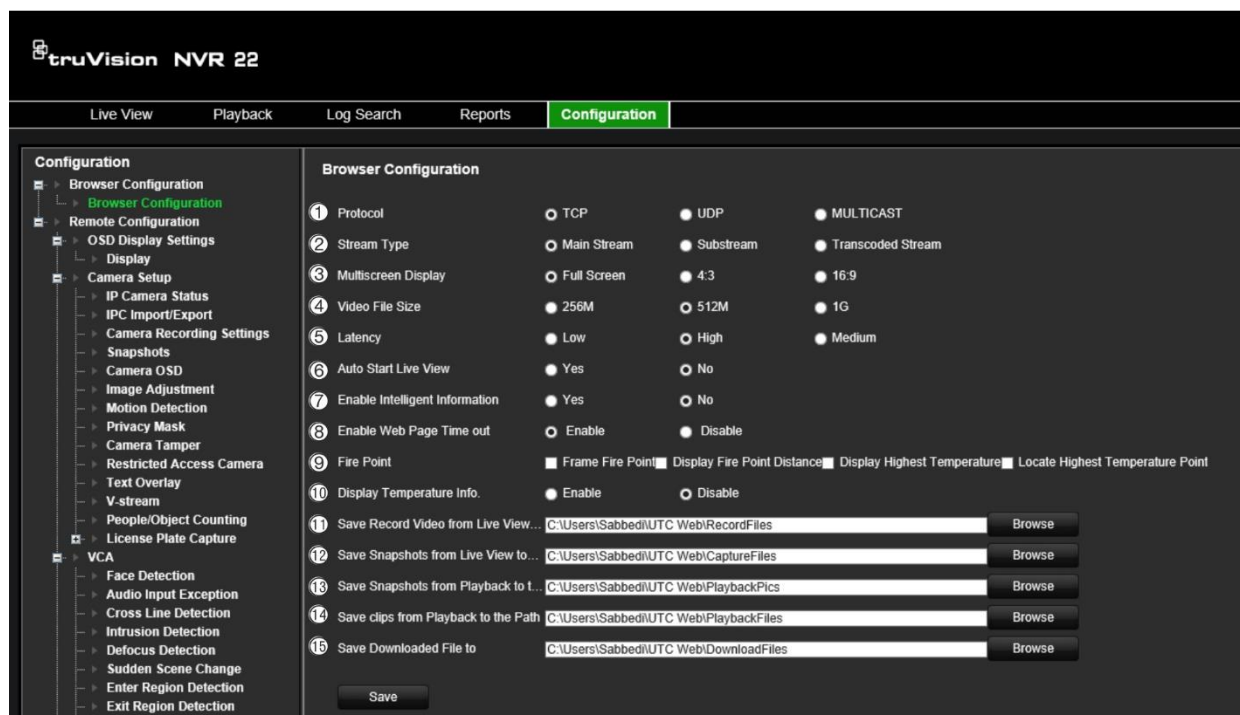 truVision NVR 22
Live View Playback Log Search Reports Configuration
Configuration
Browser Configuration
Browser Configuration
Remote Configuration
OSD Display Settings
Display
Camera Setup
IP Camera Status
IPC Import/Export
Camera Recording Settings
Snapshots
Camera OSD
Image Adjustment
Motion Detection
Privacy Mask
Camera Tamper
Restricted Access Camera
Text Overlay
V-stream
People/Object Counting
License Plate Capture
VCA
Face Detection
Audio Input Exception
Cross Line Detection
Intrusion Detection
Defocus Detection
Sudden Scene Change
Enter Region Detection
Exit Region Detection
Browser Configuration
1 Protocol TCP UDP MULTICAST
2 Stream Type Main Stream Substream Transcoded Stream
3 Multiscreen Display Full Screen 4:3 16:9
4 Video File Size 256M 512M 1G
5 Latency Low High Medium
6 Auto Start Live View Yes No
7 Enable Intelligent Information Yes No
8 Enable Web Page Time out Enable Disable
9 Fire Point Frame Fire Point Display Fire Point Distance Display Highest Temperature Locate Highest Temperature Point
10 Display Temperature Info. Enable Disable
11 Save Record Video from Live View... C:\Users\Sabbedi\UTC Web\RecordFiles Browse
12 Save Snapshots from Live View to... C:\Users\Sabbedi\UTC Web\CaptureFiles Browse
13 Save Snapshots from Playback to t... C:\Users\Sabbedi\UTC Web\PlaybackPics Browse
14 Save clips from Playback to the Path C:\Users\Sabbedi\UTC Web\PlaybackFiles Browse
15 Save Downloaded File to C:\Users\Sabbedi\UTC Web\DownloadFiles Browse
Save